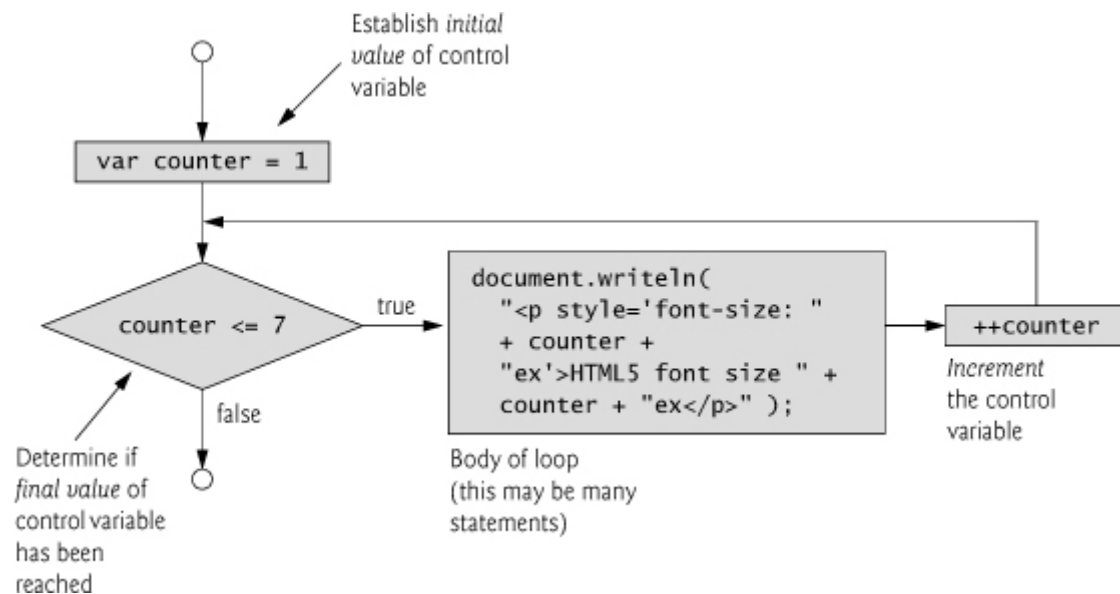 Establish initial
value of control
variable
var counter = 1
counter <= 7
true
false
document.writeln(
"<p style='font-size: "
+ counter +
"ex'>HTML5 font size " +
counter + "ex</p>" );
++counter
Increment
the control
variable
Body of loop
(this may be many
statements)
Determine if
final value of
control variable
has been
reached